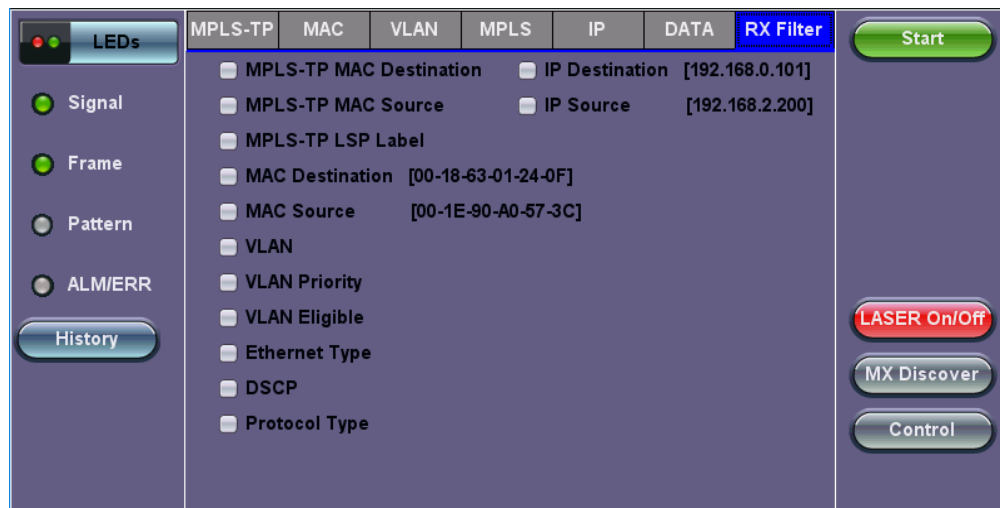 LEDs
Signal
Frame
Pattern
ALM/ERR
History
MPLS-TP MAC VLAN MPLS IP DATA RX Filter
MPLS-TP MAC Destination IP Destination [192.168.0.101]
MPLS-TP MAC Source IP Source [192.168.2.200]
MPLS-TP LSP Label
MAC Destination [00-18-63-01-24-0F]
MAC Source [00-1E-90-A0-57-3C]
VLAN
VLAN Priority
VLAN Eligible
Ethernet Type
DSCP
Protocol Type
Start
LASER On/Off
MX Discover
Control